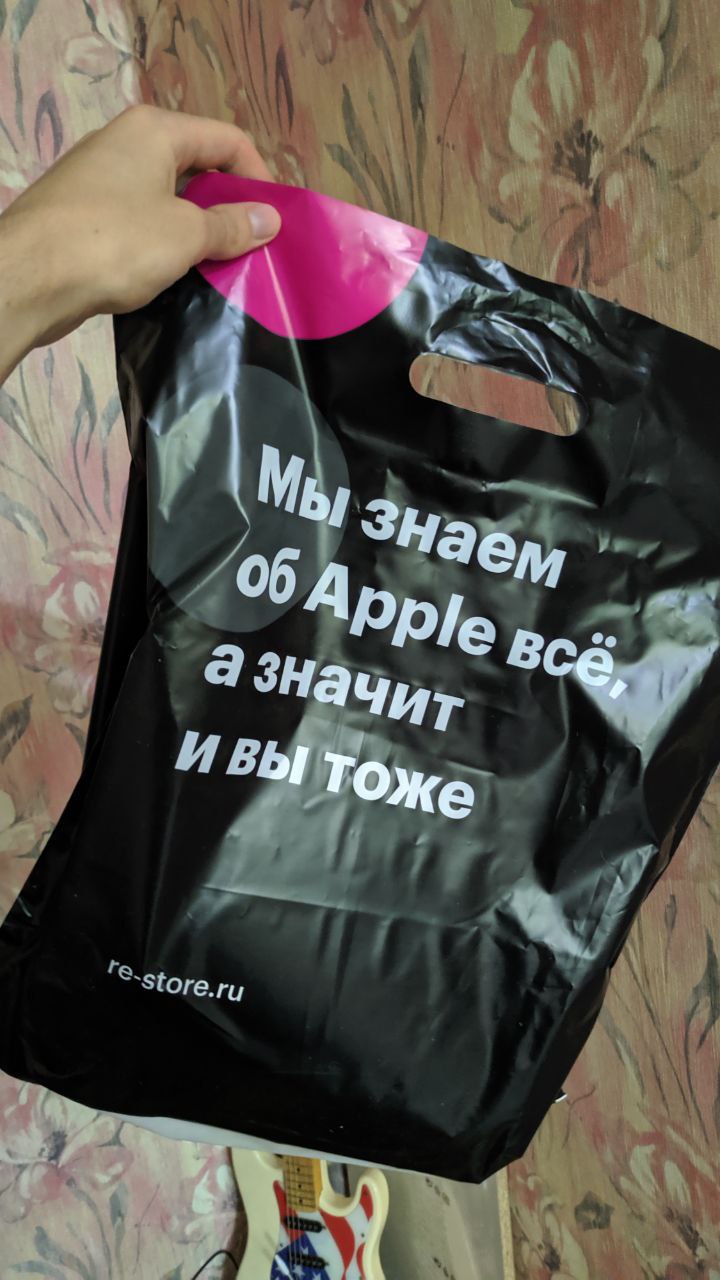 Мы знаем
об Apple всё,
а значит
и вы тоже
re-store.ru